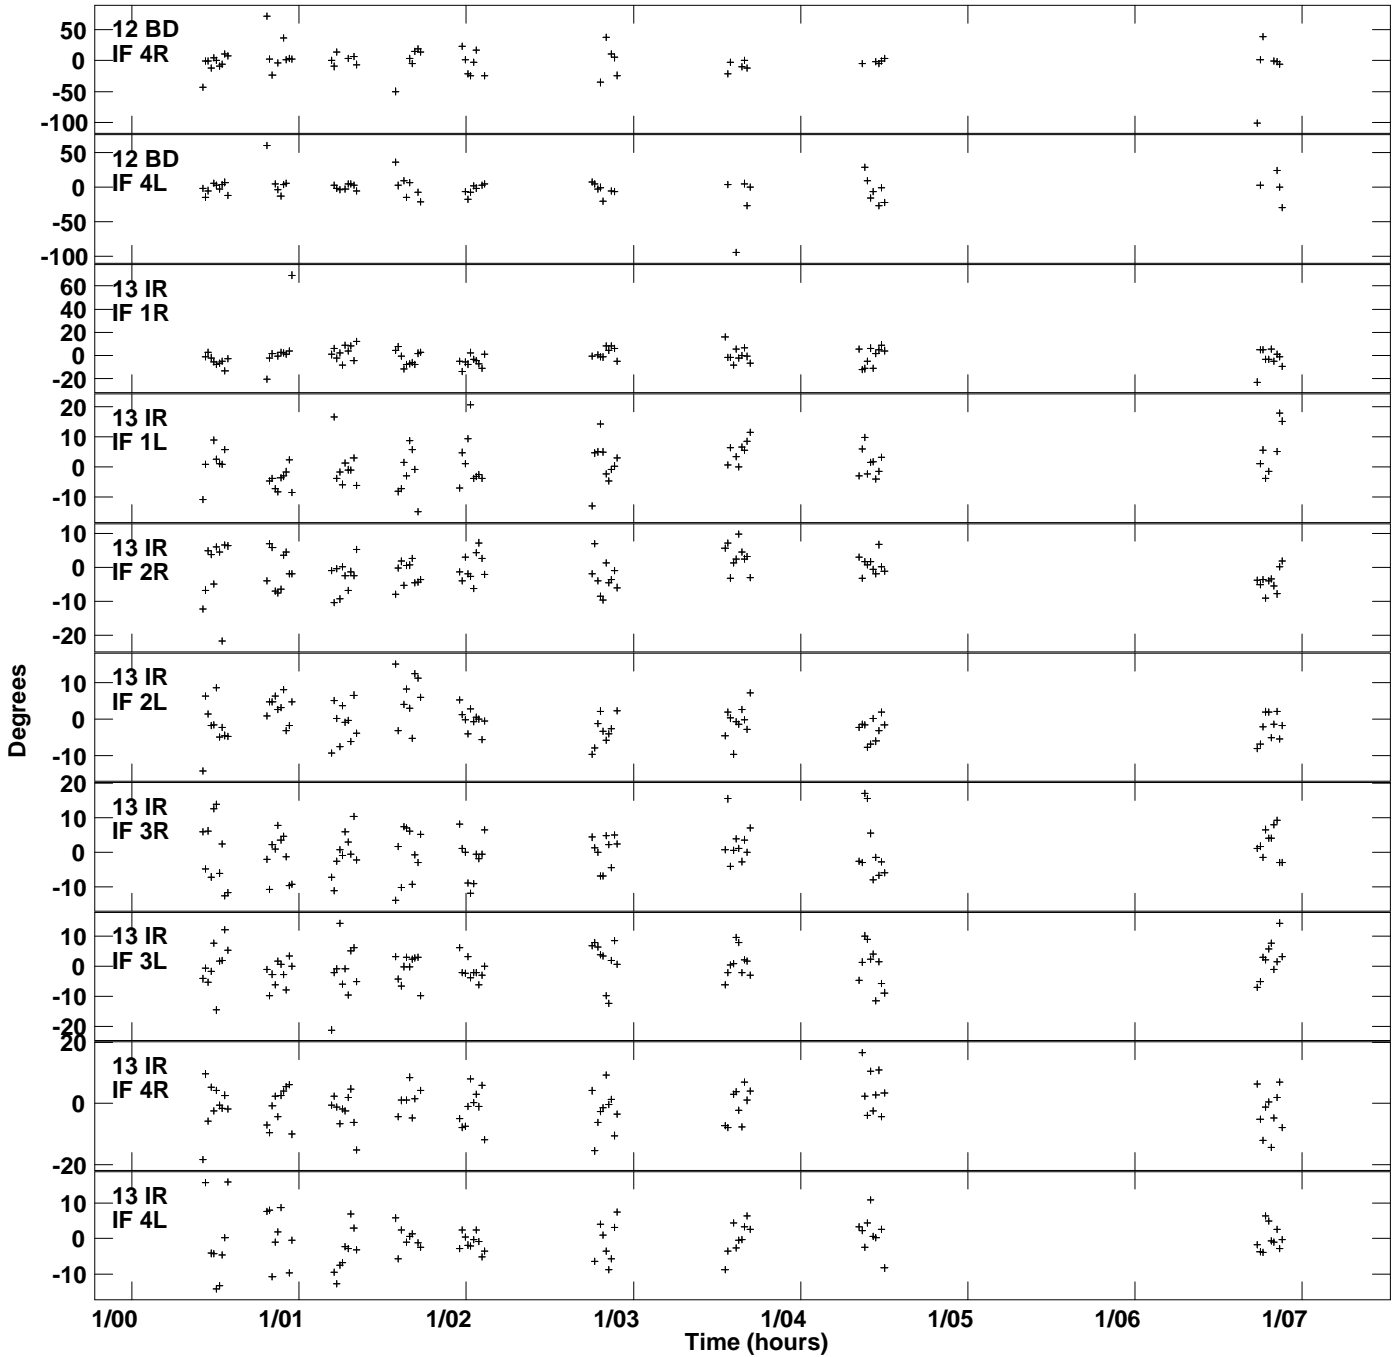 12 BD
IF 4R
50
0
-50
-100
12 BD
IF 4L
50
0
-50
-100
13 IR
IF 1R
60
40
20
0
-20
13 IR
IF 1L
20
10
0
-10
13 IR
IF 2R
10
0
-10
-20
13 IR
IF 2L
10
0
-10
13 IR
IF 3R
20
10
0
-10
13 IR
IF 3L
10
0
-10
-20
13 IR
IF 4R
20
0
-20
13 IR
IF 4L
10
0
-10
Degrees
1/00 1/01 1/02 1/03 1/04 1/05 1/06 1/07
Time (hours)